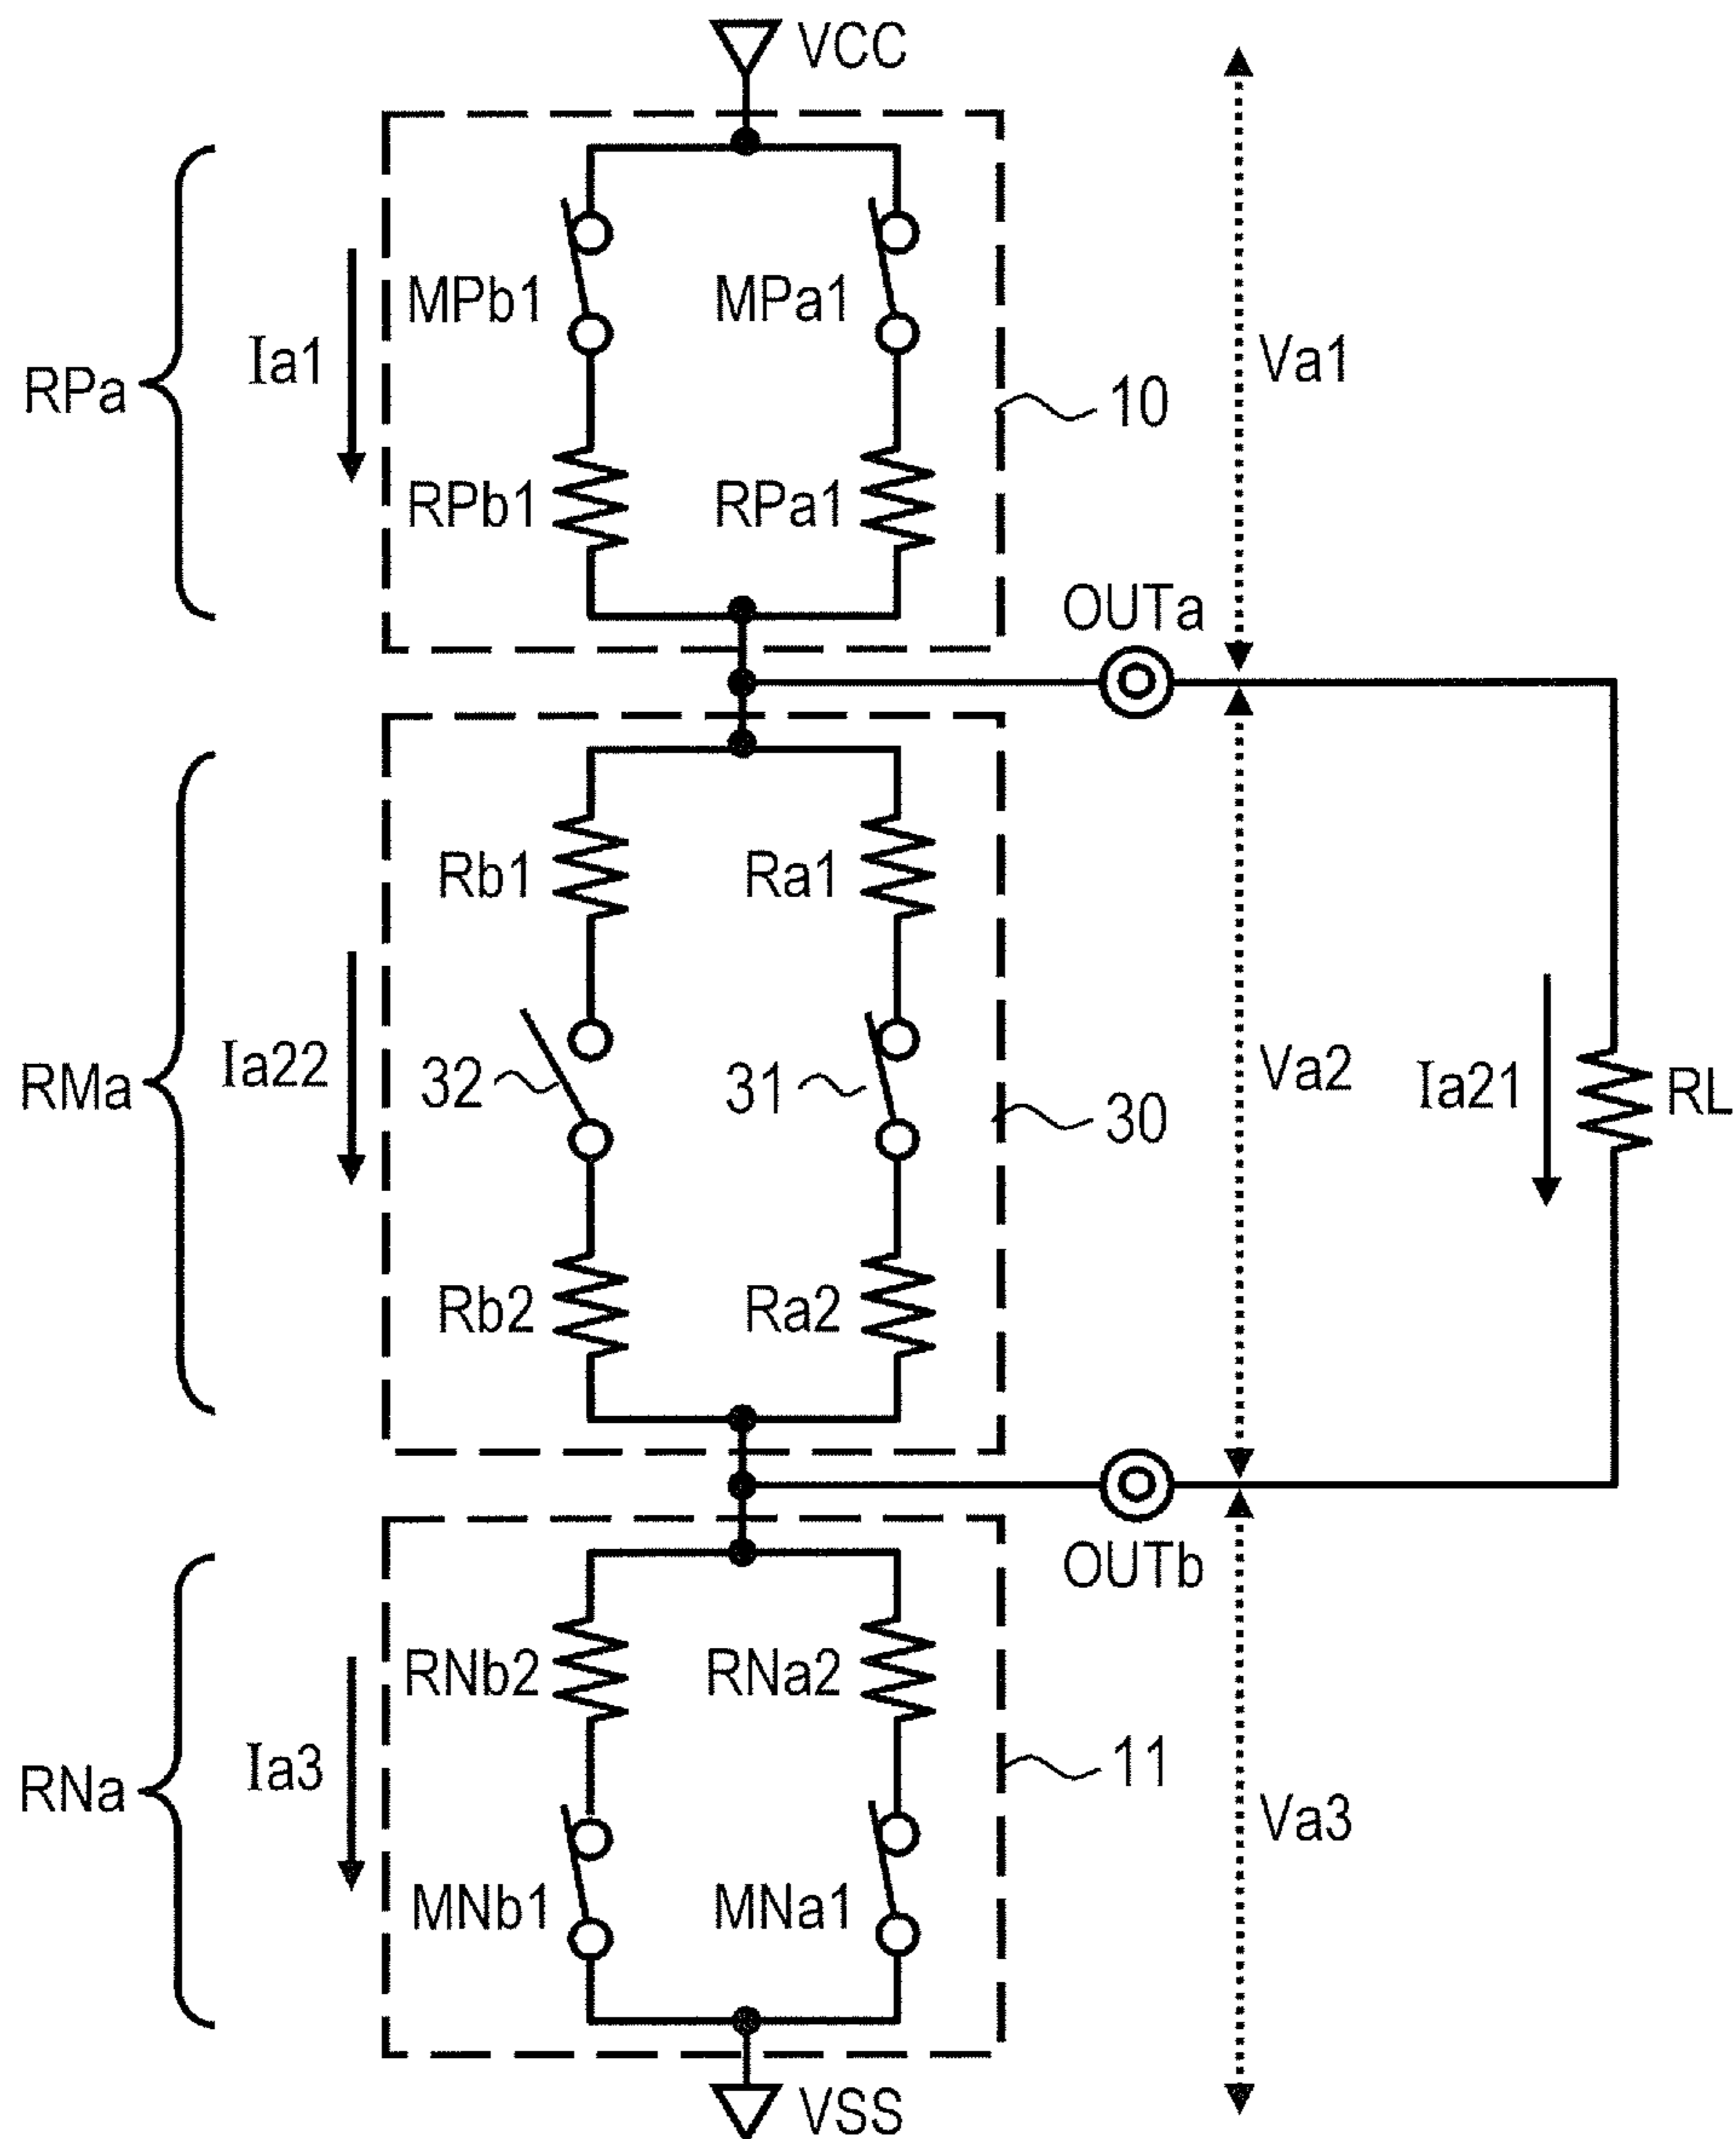 VCC
MPb1
MPa1
Ia1
Va1
RPa
10
RPb1
RPa1
OUTa
Rb1
Ra1
Ia22
32
31
Va2
Ia21
RL
RMa
30
Rb2
Ra2
OUTb
RNb2
RNa2
Ia3
11
RNa
Va3
MNb1
MNa1
VSS